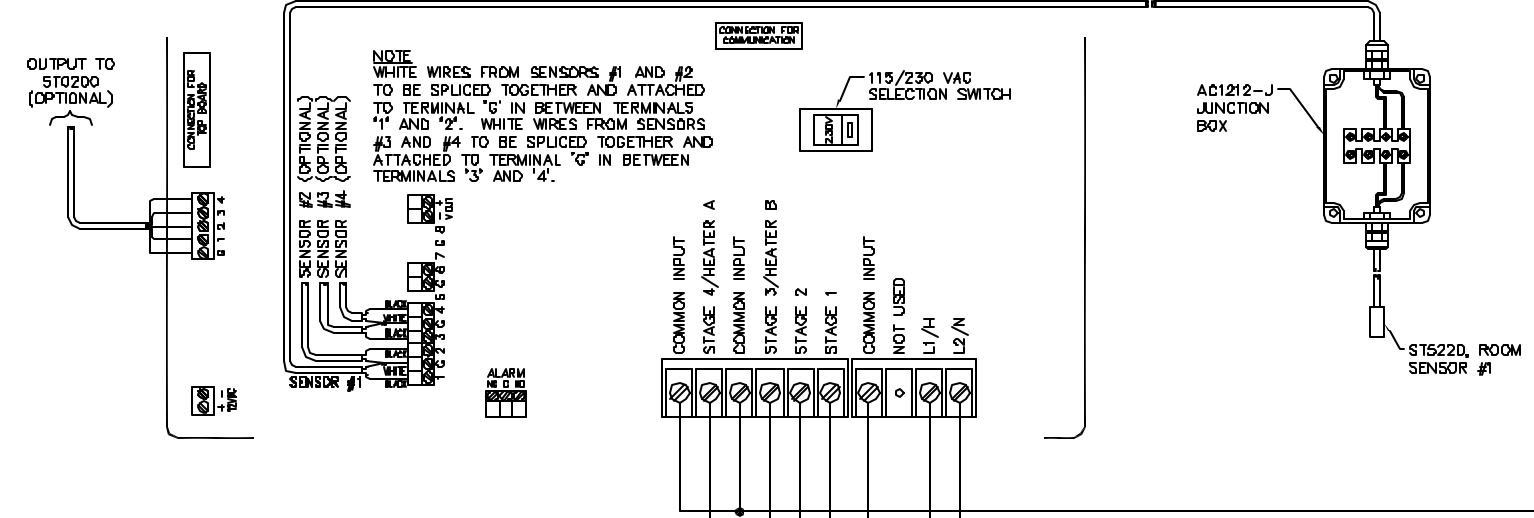 CONNECTION FOR
COMMUNICATION
OUTPUT TO
ST0200
(OPTIONAL)
CONNECTION FOR
TOP BOARD
NOTE
WHITE WIRES FROM SENSORS #1 AND #2
TO BE SPLICED TOGETHER AND ATTACHED
TO TERMINAL "G" IN BETWEEN TERMINALS
"1" AND "2". WHITE WIRES FROM SENSORS
#3 AND #4 TO BE SPLICED TOGETHER AND
ATTACHED TO TERMINAL "G" IN BETWEEN
TERMINALS "3" AND "4".
115/230 VAC
SELECTION SWITCH
230V
AC1212-J
JUNCTION
BOX
G 1 2 3 4
SENSOR #2 (OPTIONAL)
SENSOR #3 (OPTIONAL)
SENSOR #4 (OPTIONAL)
BLACK
WHITE
BLACK
BLACK
WHITE
BLACK
SENSOR #1
1 G 2 3 G 4 5 6 G 7 G 8
- +
+ -
ALARM
COMMON INPUT
STAGE 4/HEATER A
COMMON INPUT
STAGE 3/HEATER B
STAGE 2
STAGE 1
COMMON INPUT
NOT USED
L1/H
L2/N
ST522D, ROOM
SENSOR #1